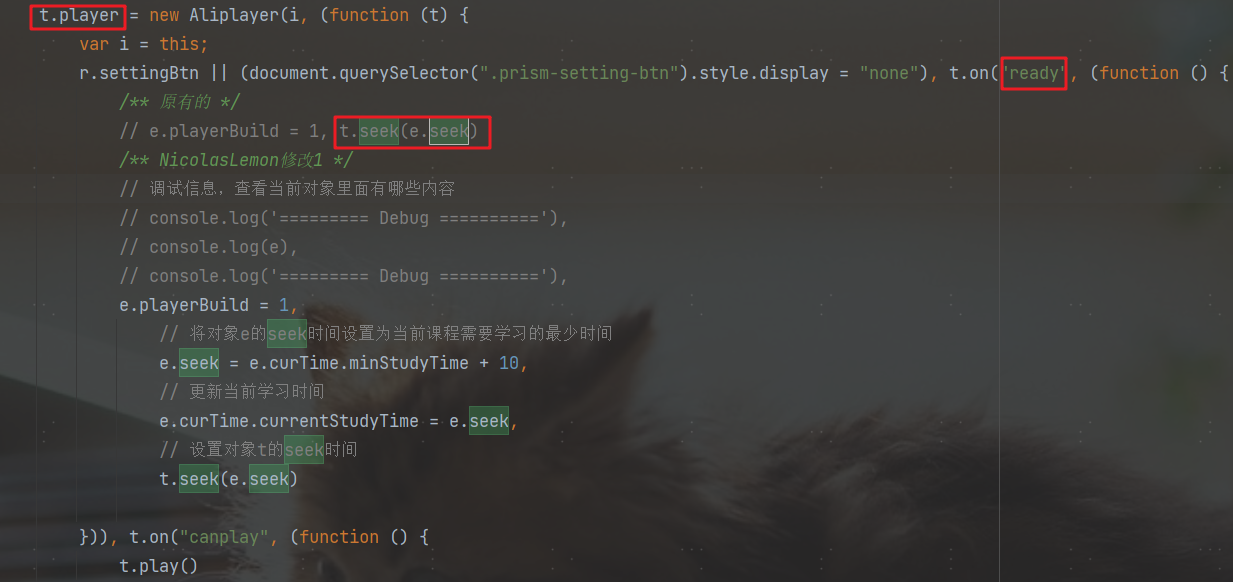 t.player = new Aliplayer(i, (function (t) {
var i = this;
r.settingBtn || (document.querySelector(".prism-setting-btn").style.display = "none"), t.on('ready', (function () {
/** 原有的 */
// e.playerBuild = 1, t.seek(e.seek)
/** NicolasLemon修改1 */
// 调试信息，查看当前对象里面有哪些内容
// console.log('========= Debug =========='),
// console.log(e),
// console.log('========= Debug =========='),
e.playerBuild = 1,
// 将对象e的seek时间设置为当前课程需要学习的最少时间
e.seek = e.curTime.minStudyTime + 10,
// 更新当前学习时间
e.curTime.currentStudyTime = e.seek,
// 设置对象t的seek时间
t.seek(e.seek)
})), t.on("canplay", (function () {
t.play()